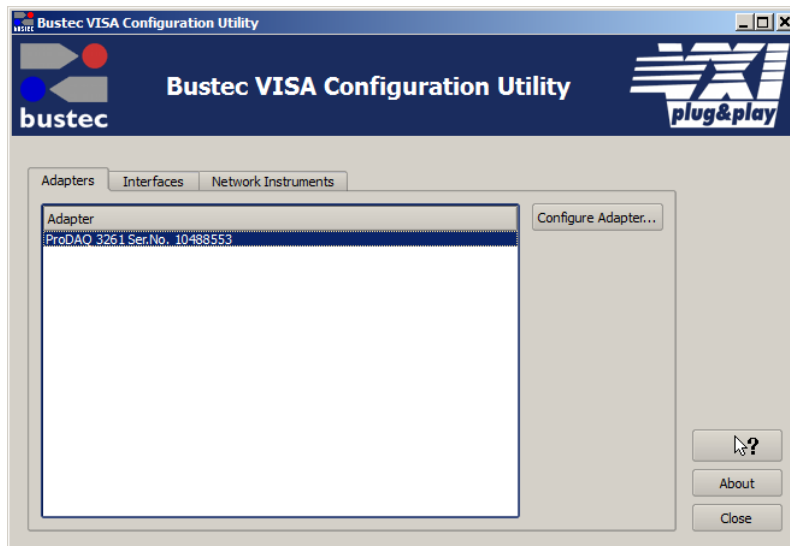 Bustec VISA Configuration Utility
bustec
Bustec VISA Configuration Utility
VXI
plug&play
Adapters Interfaces Network Instruments
Adapter
Configure Adapter...
ProDAQ 3261 Ser.No. 10488553
?
About
Close